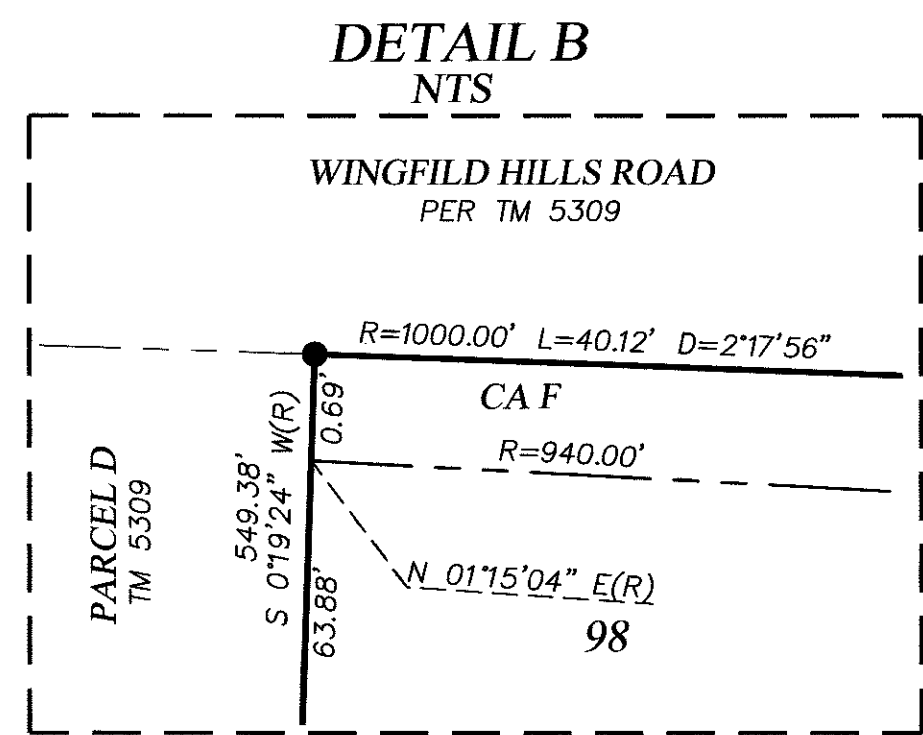 DETAIL B
NTS
WINGFILD HILLS ROAD
PER TM 5309
R=1000.00' L=40.12' D=2°17'56"
CA F
0.69'
R=940.00'
549.38'
S 0°19'24" W(R)
PARCEL D
TM 5309
63.88'
N 01°15'04" E(R)
98